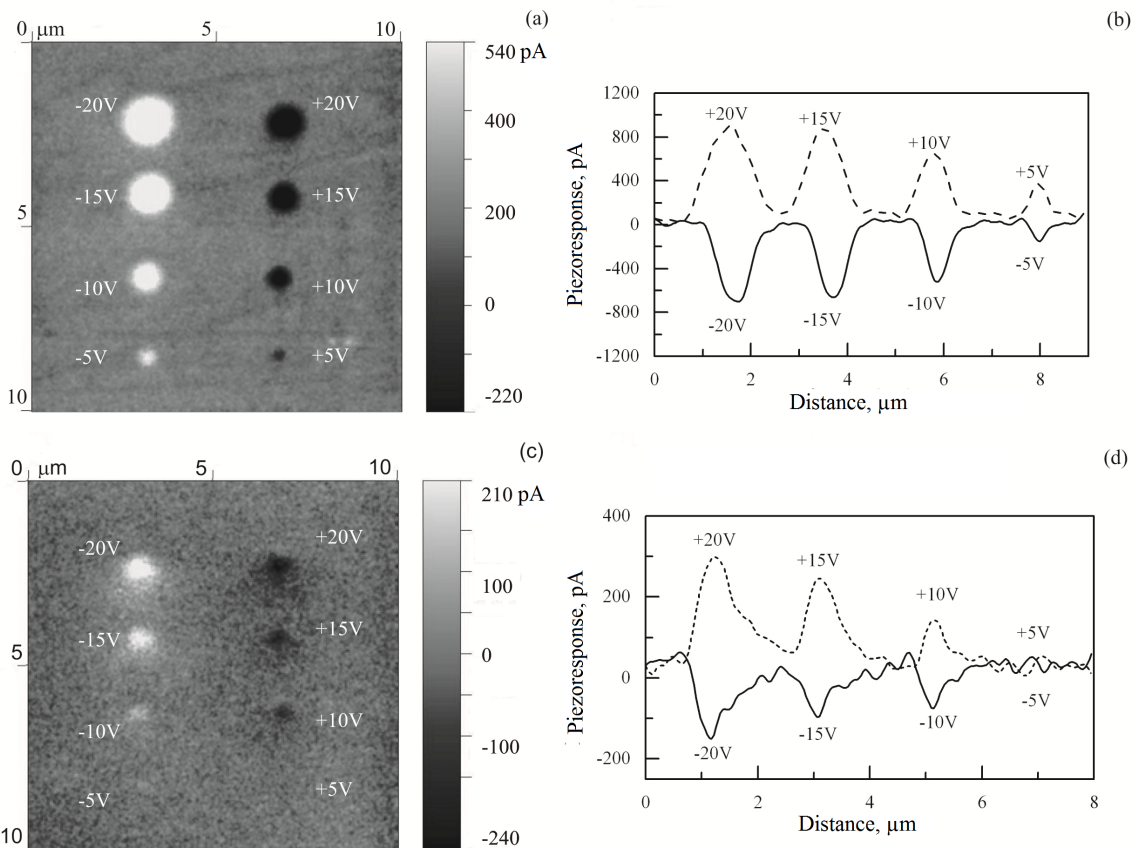 (a)
0 μm 5 10
-20V +20V
-15V +15V
5
-10V +10V
-5V +5V
10
540 pA
400
200
0
-220
(b)
1200
800
400
0
-400
-800
-1200
Piezoresponse, pA
+20V +15V +10V +5V
-20V -15V -10V -5V
0 2 4 6 8
Distance, μm
(c)
0 μm 5 10
-20V +20V
-15V +15V
5
-10V +10V
-5V +5V
10
210 pA
100
0
-100
-240
(d)
400
300
200
100
0
-200
Piezoresponse, pA
+20V +15V +10V +5V
-20V -15V -10V -5V
0 2 4 6 8
Distance, μm